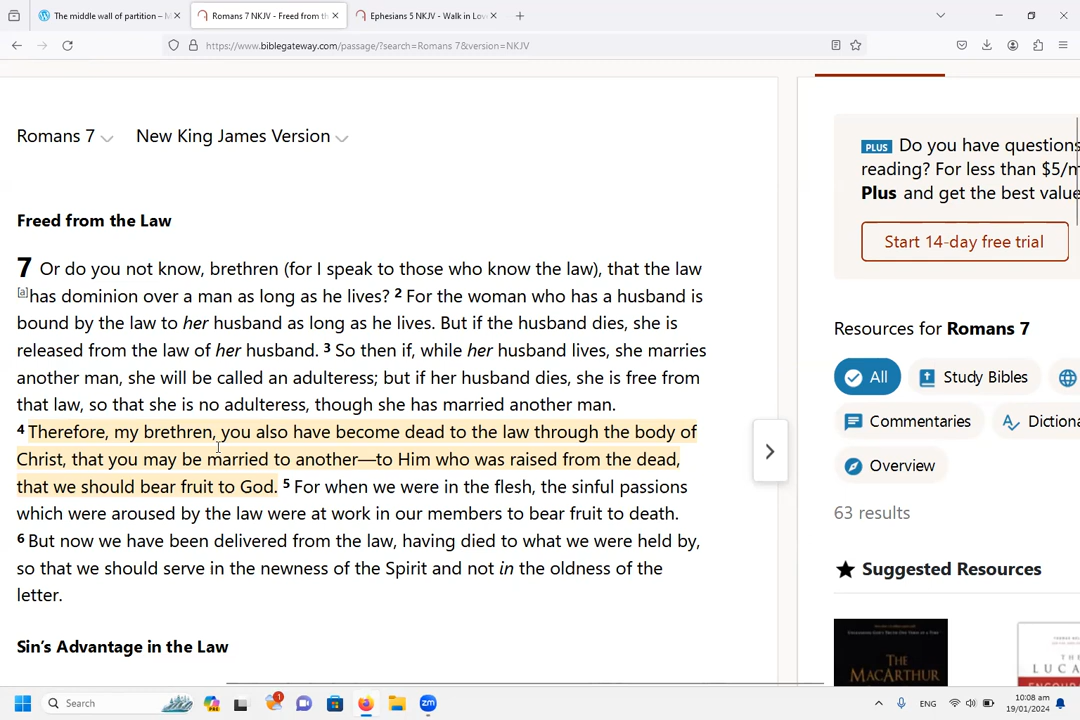 The middle wall of partition – M
Romans 7 NKJV - Freed from th
Ephesians 5 NKJV - Walk in Lov
https://www.biblegateway.com/passage/?search=Romans 7&version=NKJV
Romans 7
New King James Version
Freed from the Law
7 Or do you not know, brethren (for I speak to those who know the law), that the law
[a]has dominion over a man as long as he lives? 2 For the woman who has a husband is
bound by the law to her husband as long as he lives. But if the husband dies, she is
released from the law of her husband. 3 So then if, while her husband lives, she marries
another man, she will be called an adulteress; but if her husband dies, she is free from
that law, so that she is no adulteress, though she has married another man.
4 Therefore, my brethren, you also have become dead to the law through the body of
Christ, that you may be married to another—to Him who was raised from the dead,
that we should bear fruit to God. 5 For when we were in the flesh, the sinful passions
which were aroused by the law were at work in our members to bear fruit to death.
6 But now we have been delivered from the law, having died to what we were held by,
so that we should serve in the newness of the Spirit and not in the oldness of the
letter.
Sin's Advantage in the Law
PLUS Do you have questions
reading? For less than $5/m
Plus and get the best value
Start 14-day free trial
Resources for Romans 7
All
Study Bibles
Commentaries
Dictiona
Overview
63 results
Suggested Resources
THE
MACARTHUR
THE
LUCA
Search
PRE
1
zm
ENG
10:08 am
19/01/2024